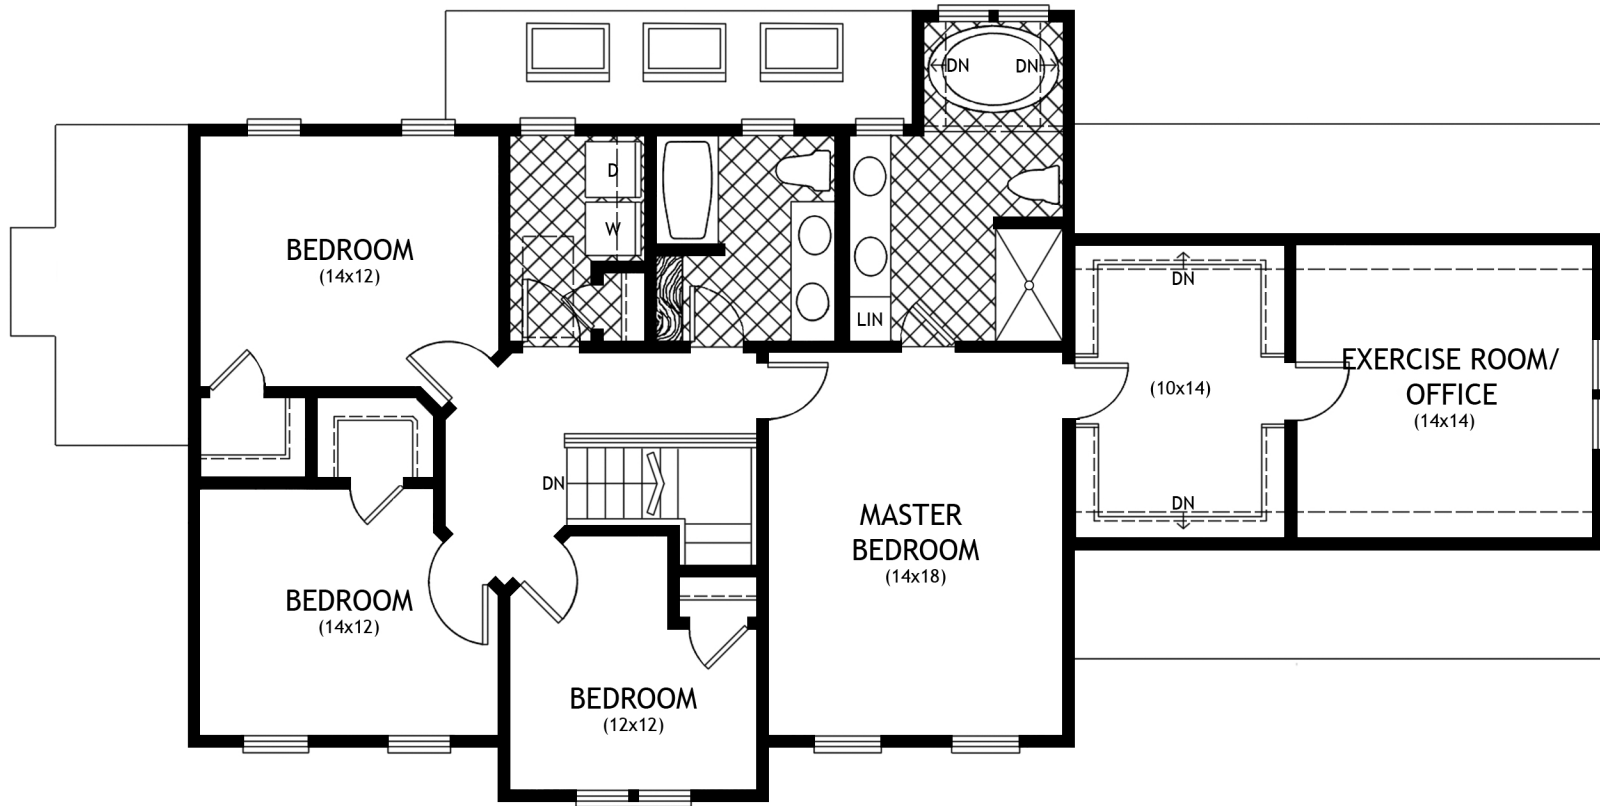 DN DN
D
W
BEDROOM
(14x12)
DN
LIN
EXERCISE ROOM/
OFFICE
(14x14)
(10x14)
DN
DN
MASTER
BEDROOM
(14x18)
BEDROOM
(14x12)
BEDROOM
(12x12)